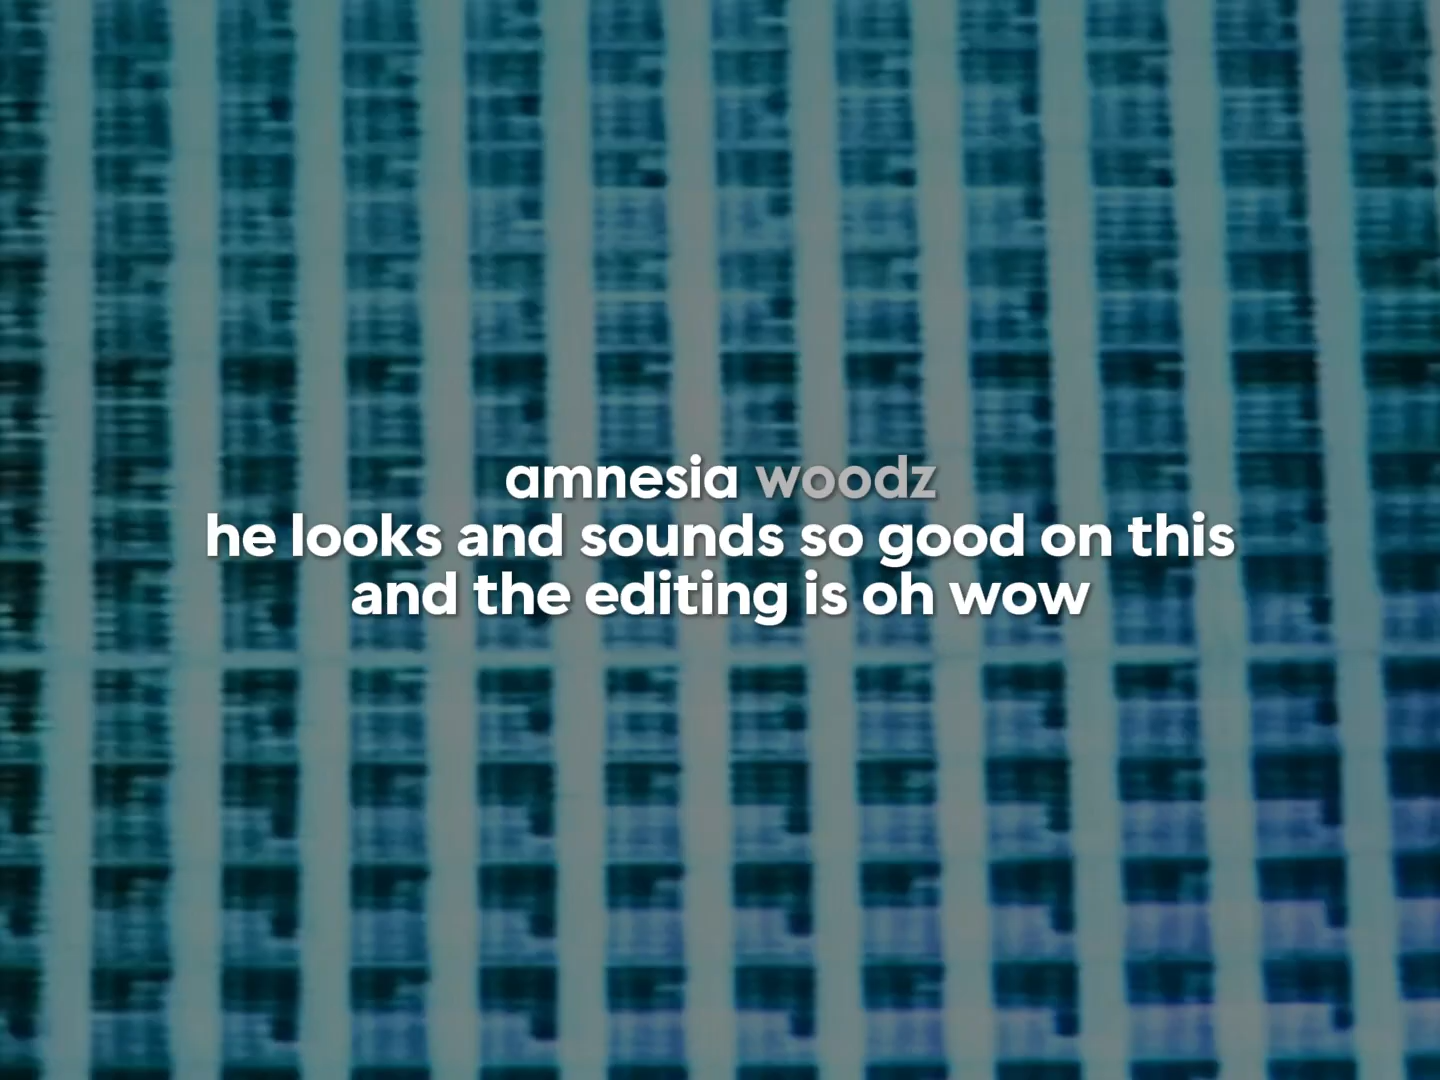 amnesia woodz
he looks and sounds so good on this
and the editing is oh wow